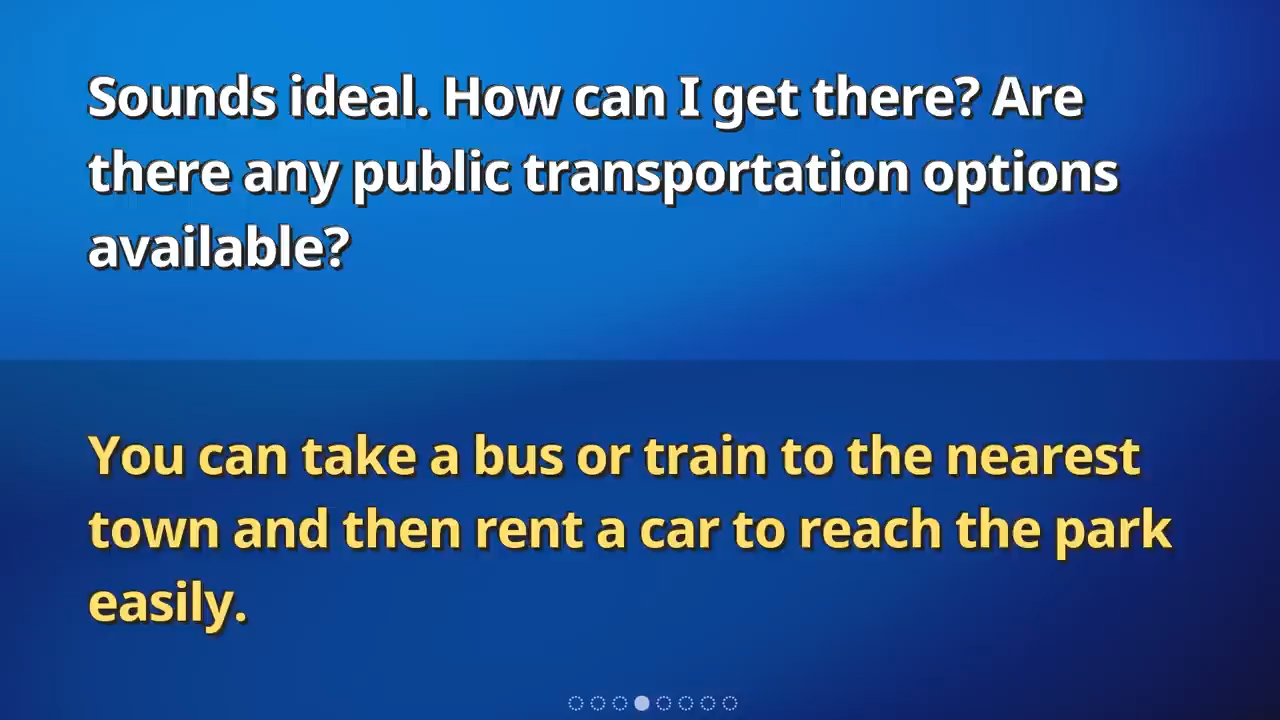 Sounds ideal. How can I get there? Are
there any public transportation options
available?
You can take a bus or train to the nearest
town and then rent a car to reach the park
easily.